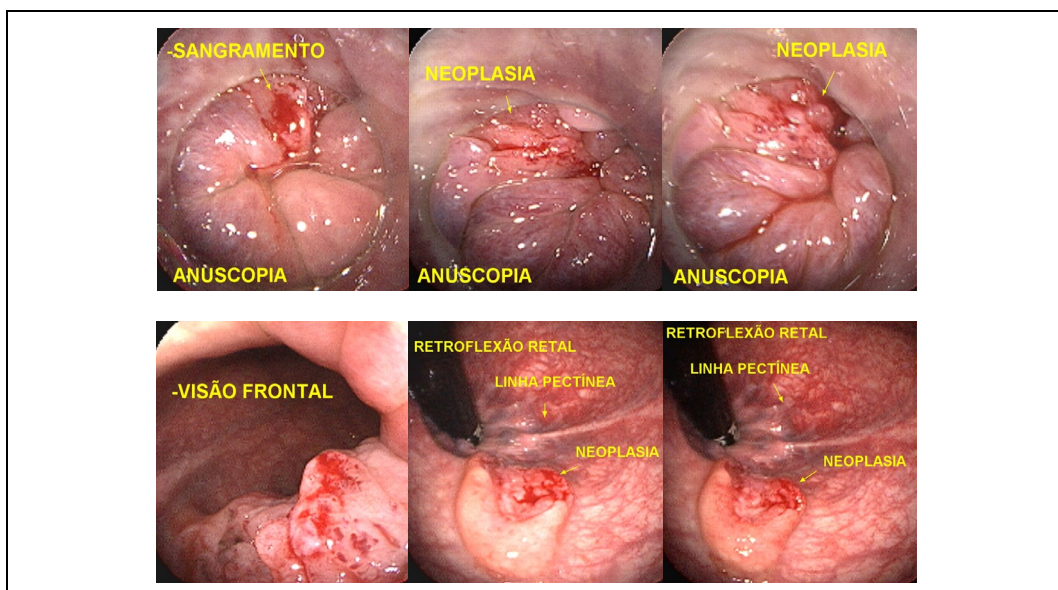 -SANGRAMENTO
ANUSCOPIA
NEOPLASIA
ANUSCOPIA
NEOPLASIA
ANUSCOPIA
-VISÃO FRONTAL
RETROFLEXÃO RETAL
LINHA PECTÍNEA
NEOPLASIA
RETROFLEXÃO RETAL
LINHA PECTÍNEA
NEOPLASIA